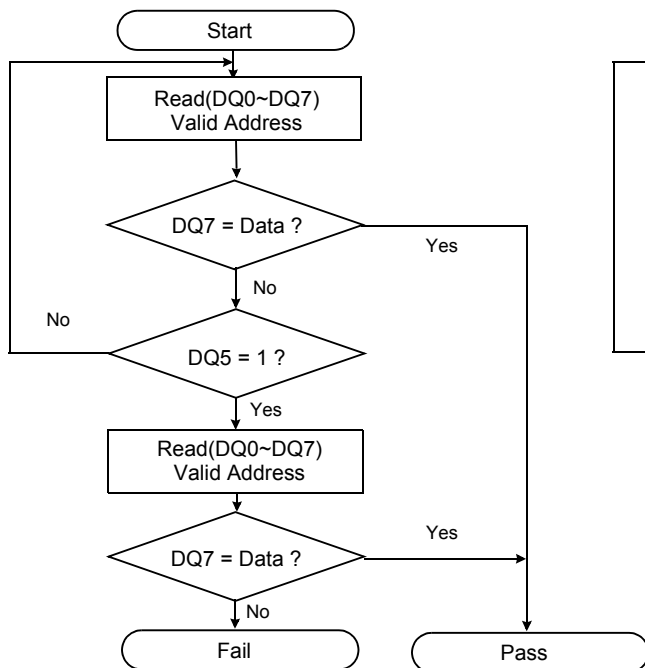 Start
Read(DQ0~DQ7)
Valid Address
DQ7 = Data ?
Yes
No
No
DQ5 = 1 ?
Yes
Read(DQ0~DQ7)
Valid Address
DQ7 = Data ?
Yes
No
Fail
Pass